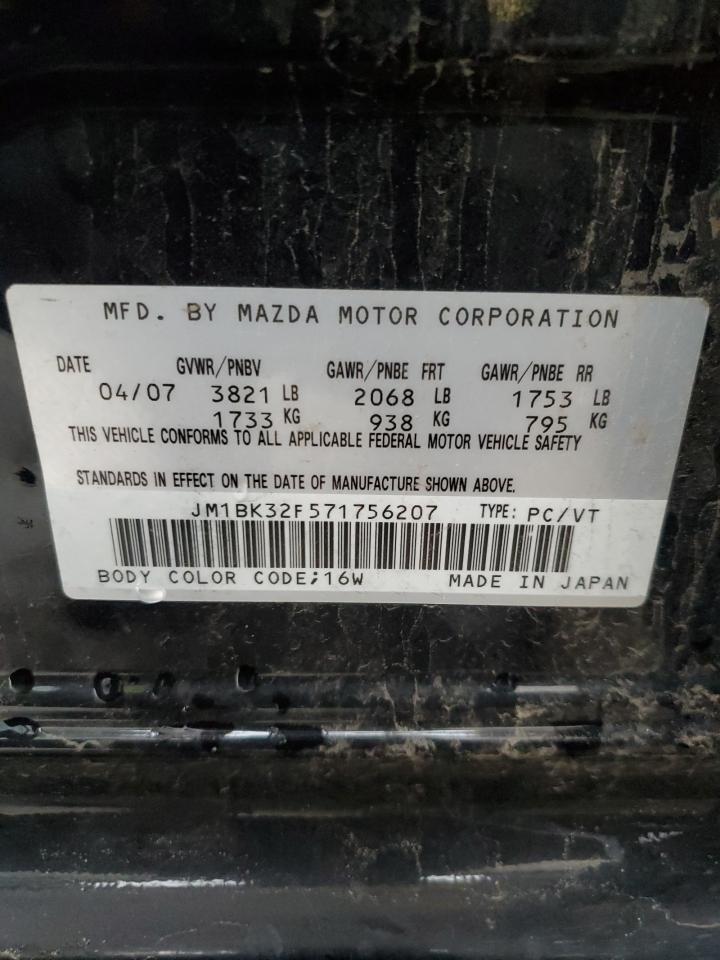 MFD. BY MAZDA MOTOR CORPORATION
DATE GVWR/PNBV GAWR/PNBE FRT GAWR/PNBE RR
04/07 3821 LB 2068 LB 1753 LB
1733 KG 938 KG 795 KG
THIS VEHICLE CONFORMS TO ALL APPLICABLE FEDERAL MOTOR VEHICLE SAFETY
STANDARDS IN EFFECT ON THE DATE OF MANUFACTURE SHOWN ABOVE.
JM1BK32F571756207 TYPE: PC/VT
BODY COLOR CODE;16W MADE IN JAPAN